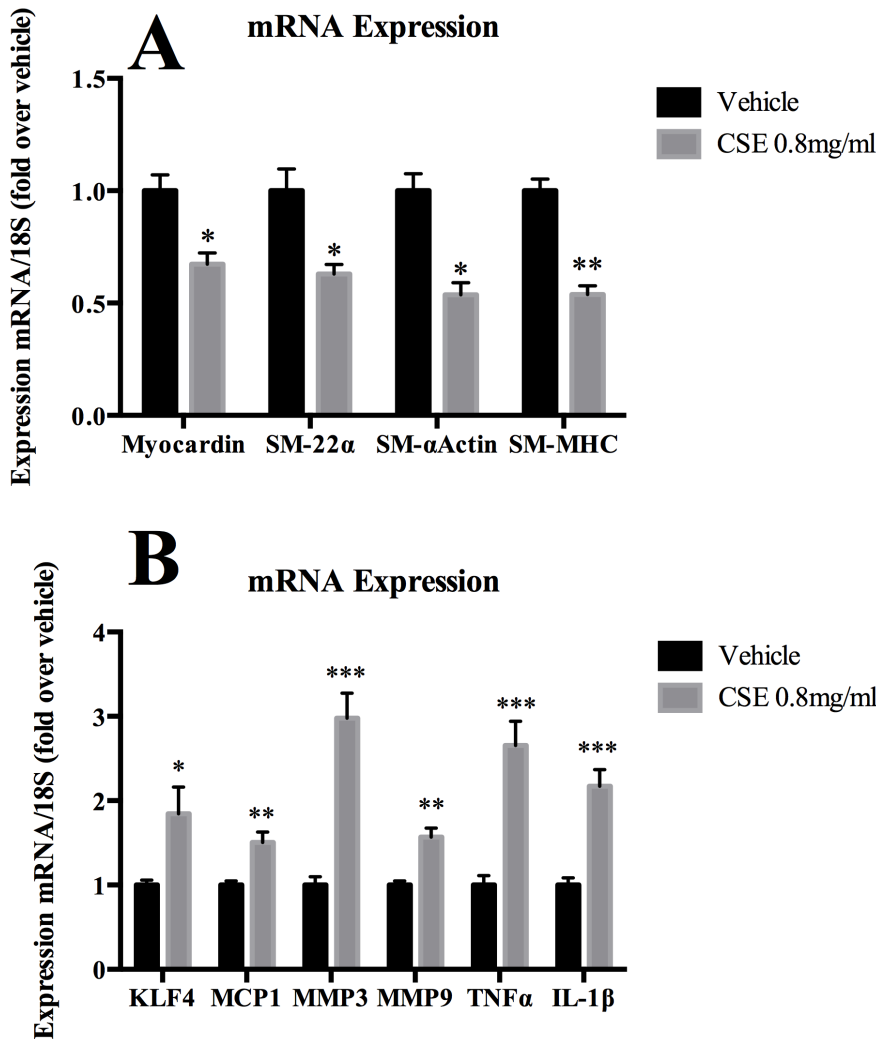 A
mRNA Expression
Expression mRNA/18S (fold over vehicle)
1.5
1.0
0.5
0.0
* * * **
Myocardin SM-22α SM-αActin SM-MHC
Vehicle
CSE 0.8mg/ml
B
mRNA Expression
Expression mRNA/18S (fold over vehicle)
4
3
2
1
0
* ** *** ** *** ***
KLF4 MCP1 MMP3 MMP9 TNFα IL-1β
Vehicle
CSE 0.8mg/ml